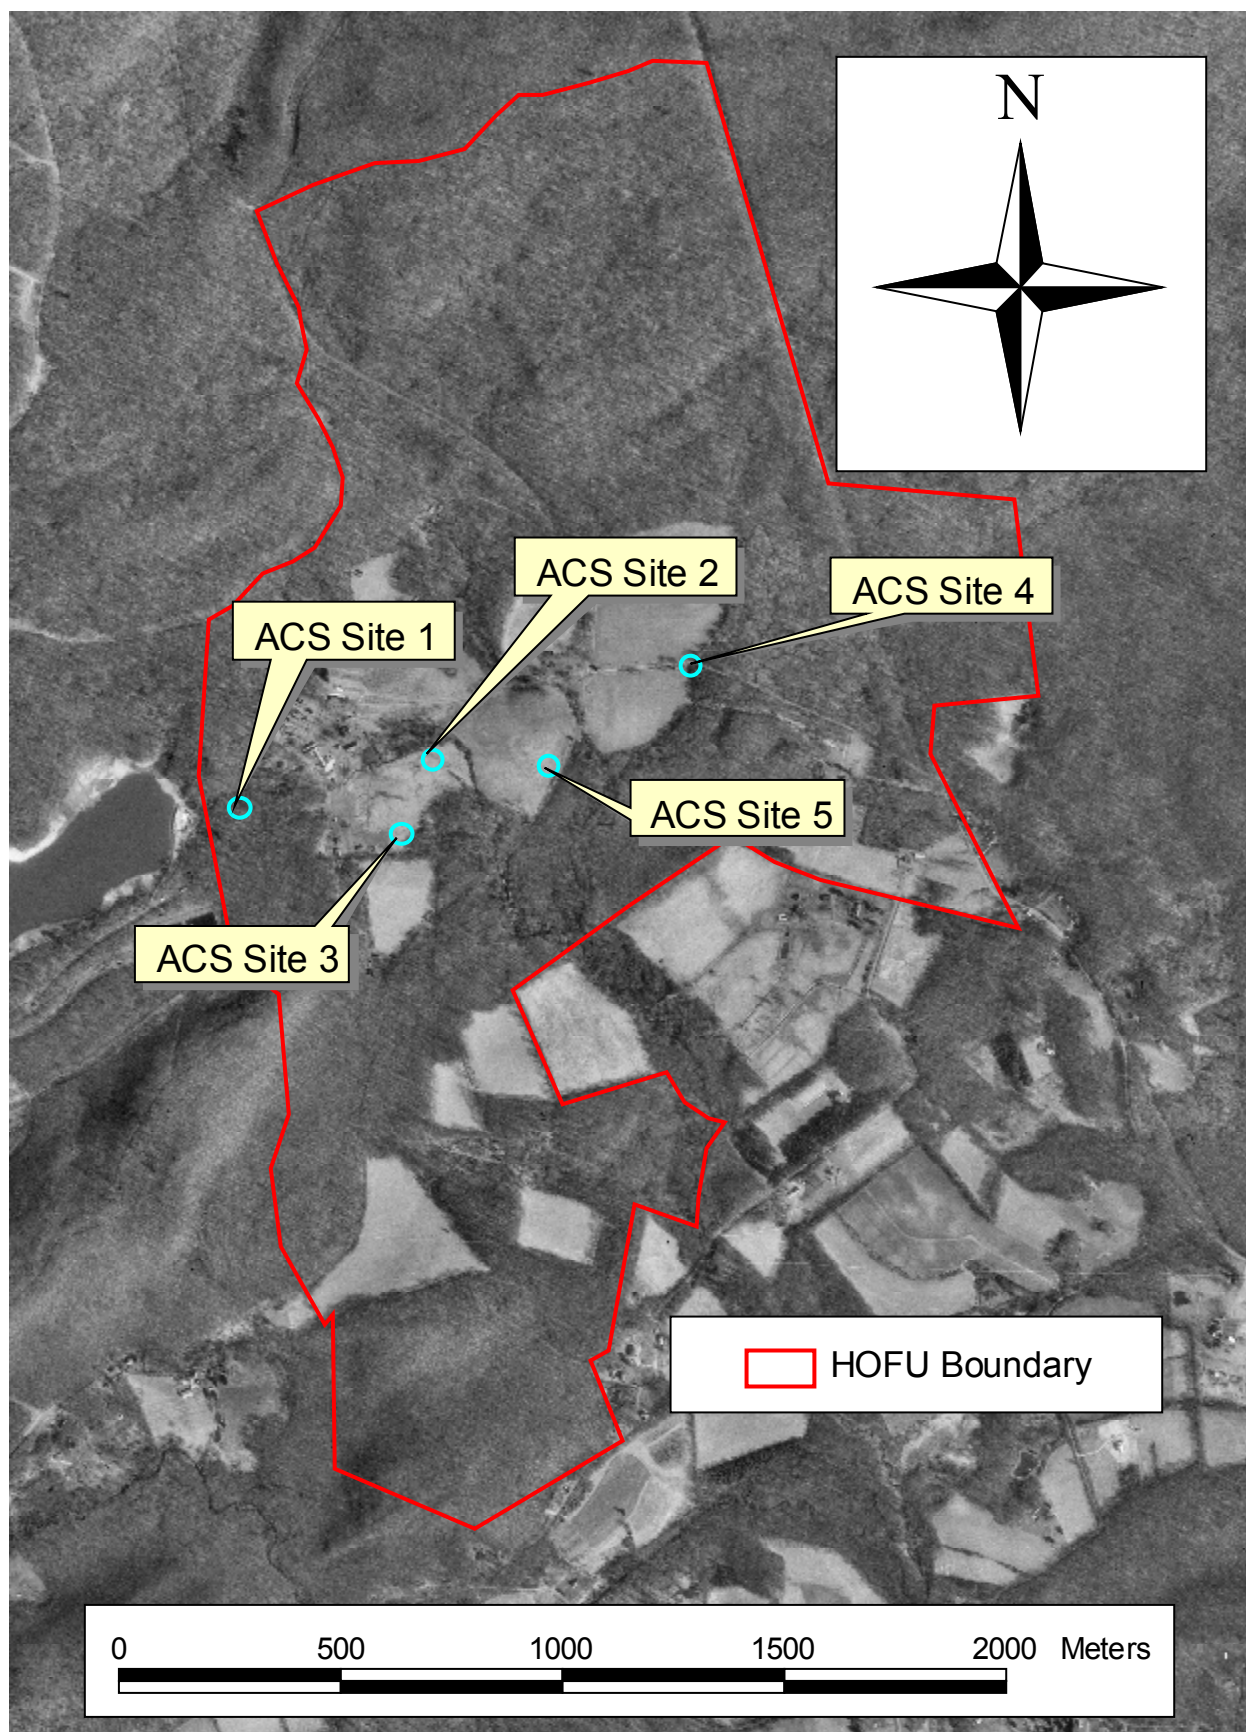 N
ACS Site 2
ACS Site 4
ACS Site 1
ACS Site 5
ACS Site 3
HOFU Boundary
0 500 1000 1500 2000 Meters